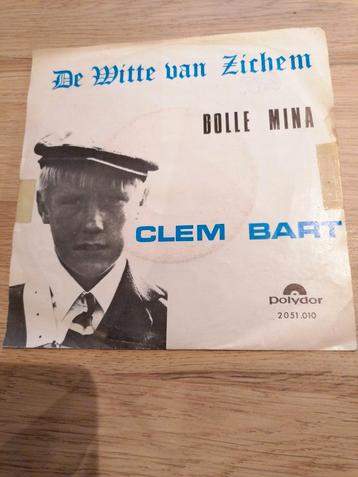 De Witte van Zichem
BOLLE MINA
CLEM BART
Polydor
2051.010